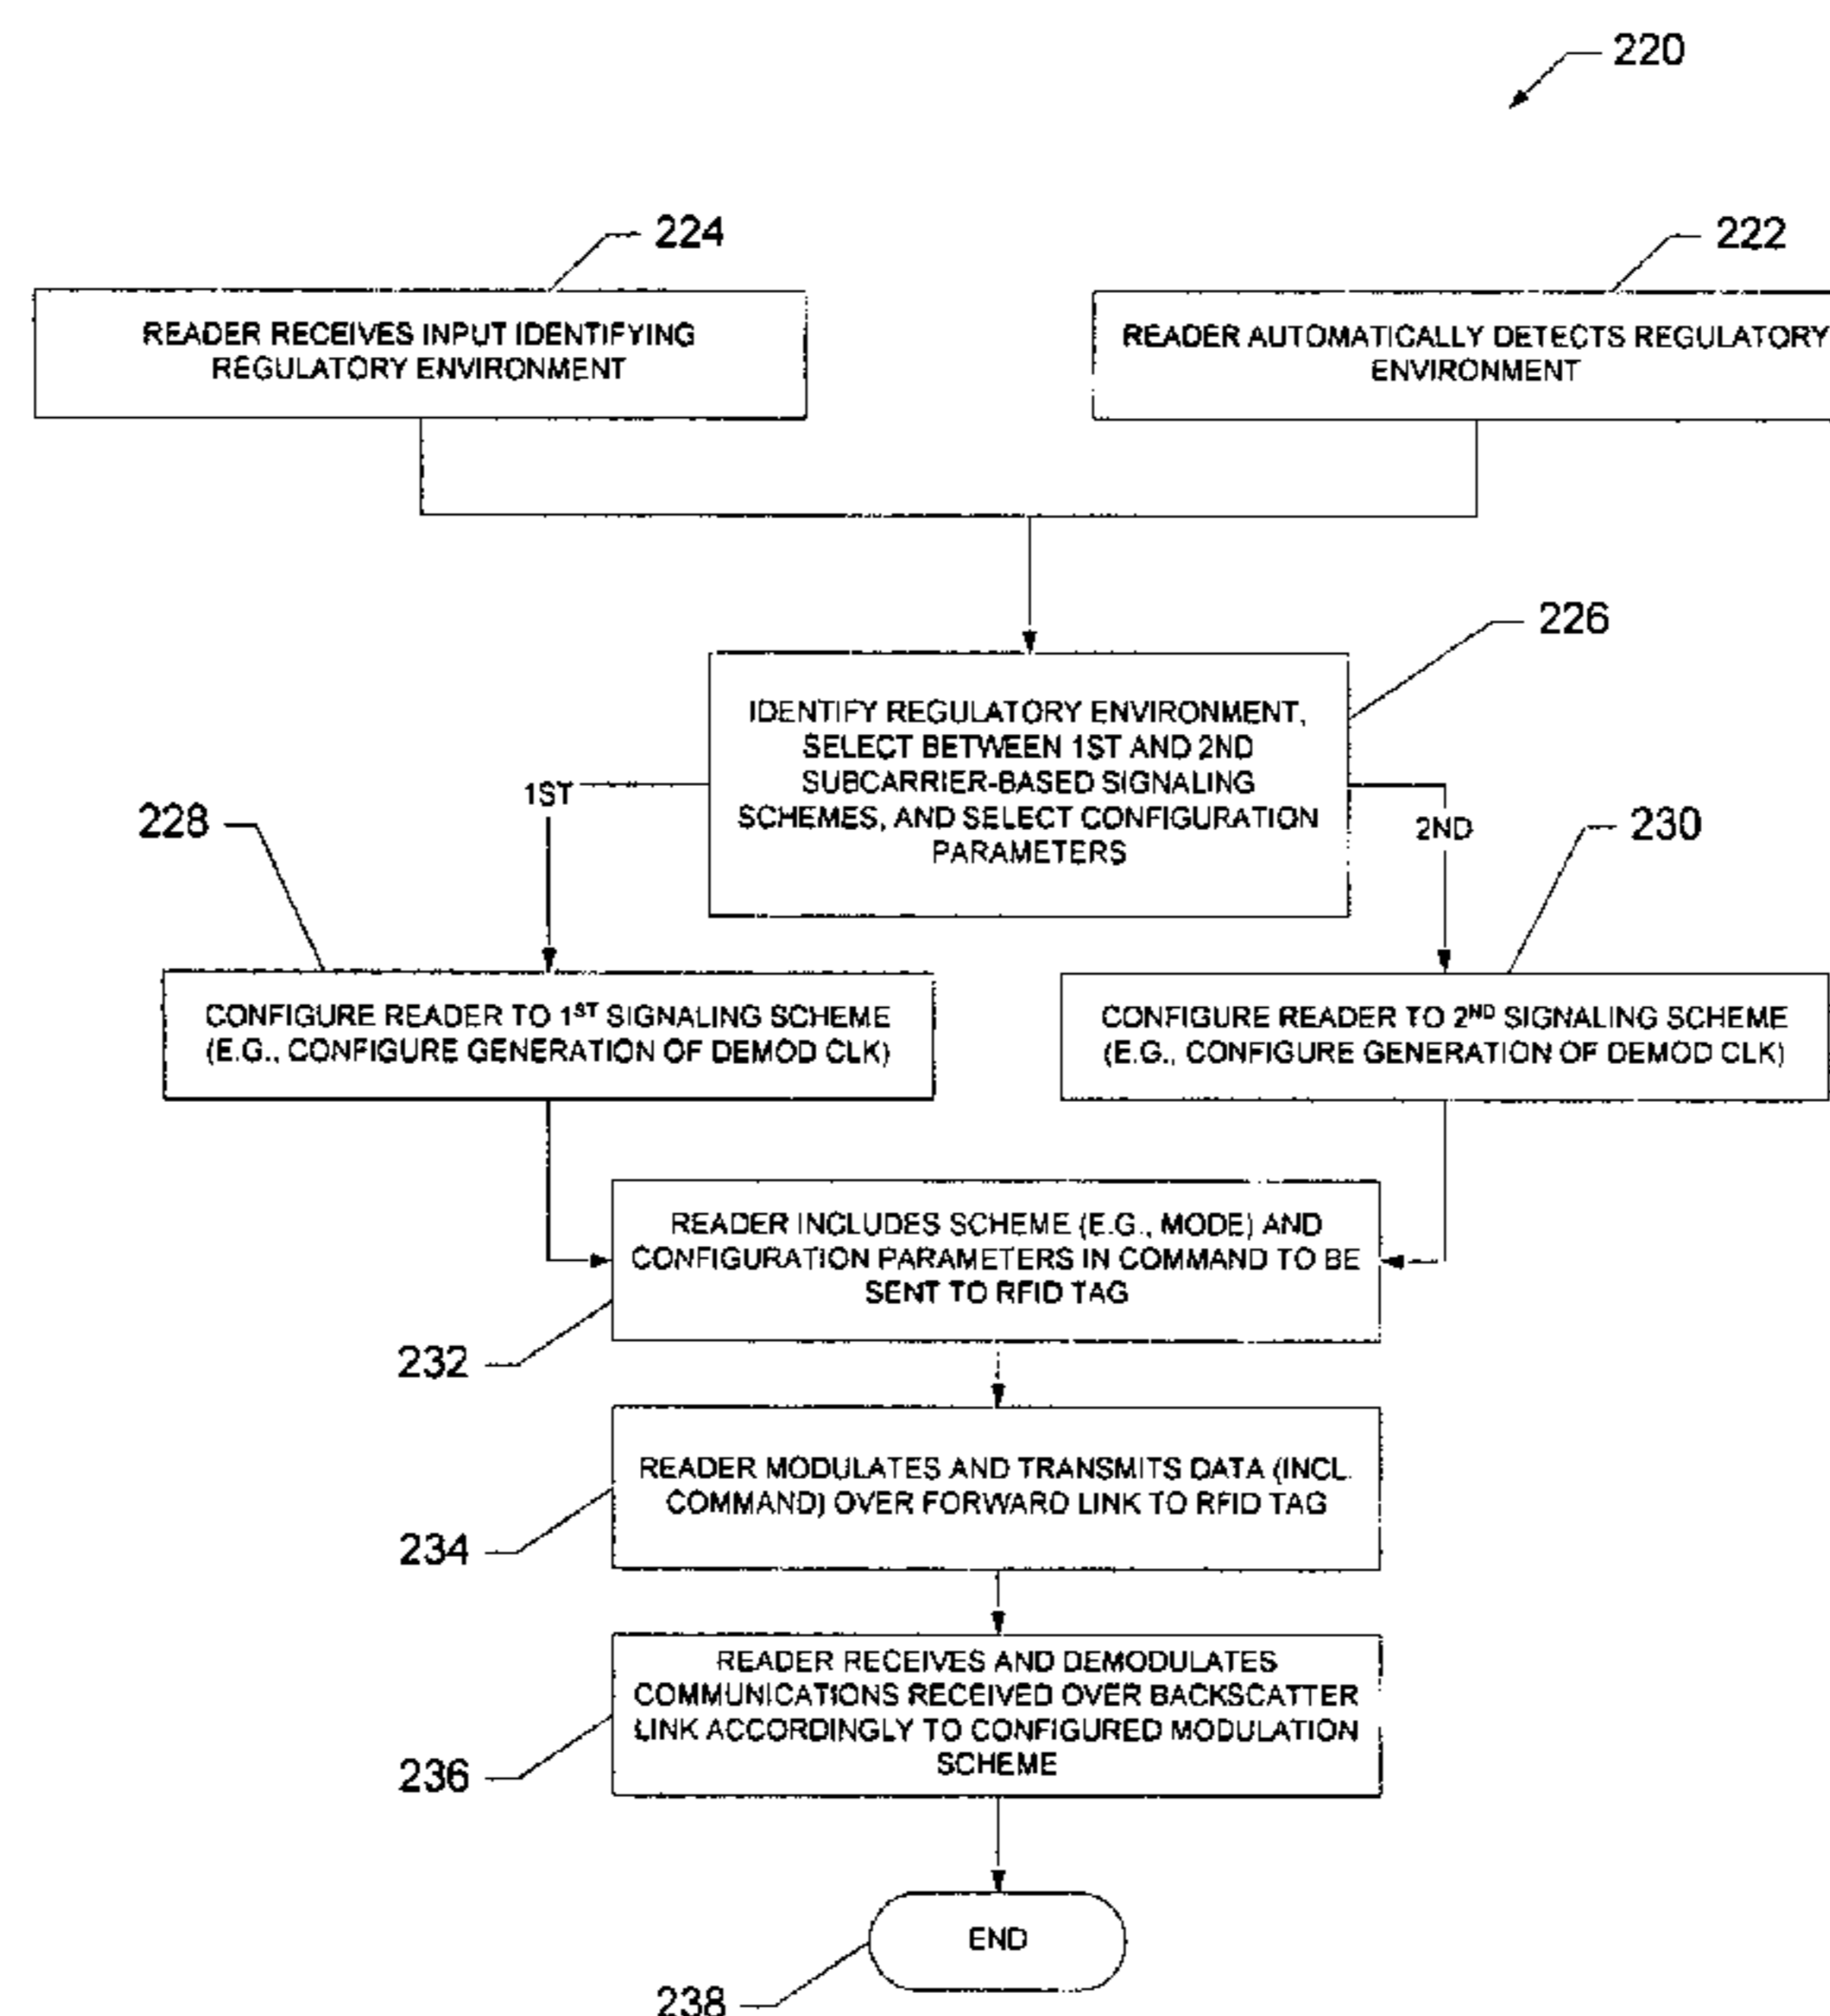 220
224
222
READER RECEIVES INPUT IDENTIFYING
REGULATORY ENVIRONMENT
READER AUTOMATICALLY DETECTS REGULATORY
ENVIRONMENT
226
IDENTIFY REGULATORY ENVIRONMENT,
SELECT BETWEEN 1ST AND 2ND
SUBCARRIER-BASED SIGNALING
SCHEMES, AND SELECT CONFIGURATION
PARAMETERS
1ST
2ND
228
230
CONFIGURE READER TO 1ST SIGNALING SCHEME
(E.G., CONFIGURE GENERATION OF DEMOD CLK)
CONFIGURE READER TO 2ND SIGNALING SCHEME
(E.G., CONFIGURE GENERATION OF DEMOD CLK)
READER INCLUDES SCHEME (E.G., MODE) AND
CONFIGURATION PARAMETERS IN COMMAND TO BE
SENT TO RFID TAG
232
READER MODULATES AND TRANSMITS DATA (INCL.
COMMAND) OVER FORWARD LINK TO RFID TAG
234
READER RECEIVES AND DEMODULATES
COMMUNICATIONS RECEIVED OVER BACKSCATTER
LINK ACCORDINGLY TO CONFIGURED MODULATION
SCHEME
236
END
238